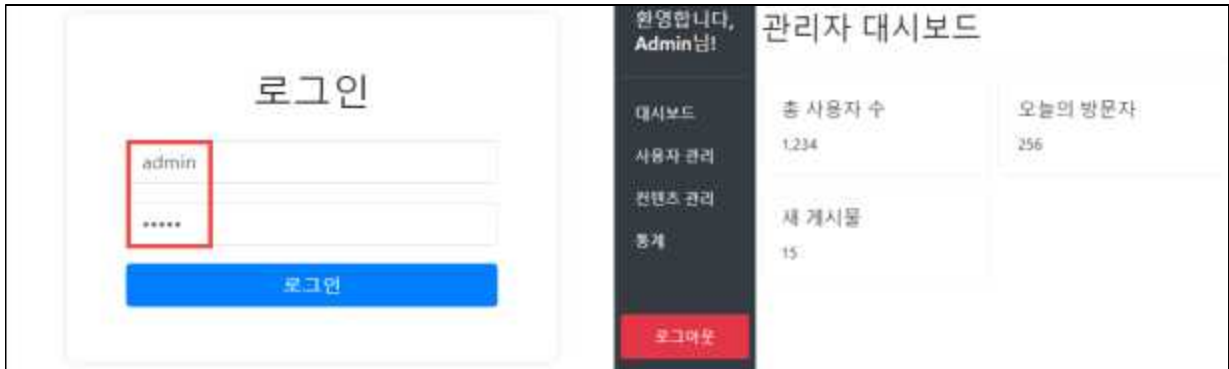 로그인
admin
•••••
로그인
환영합니다,
Admin님!
대시보드
사용자 관리
컨텐츠 관리
통계
로그아웃
관리자 대시보드
총 사용자 수
1,234
오늘의 방문자
256
새 게시물
15